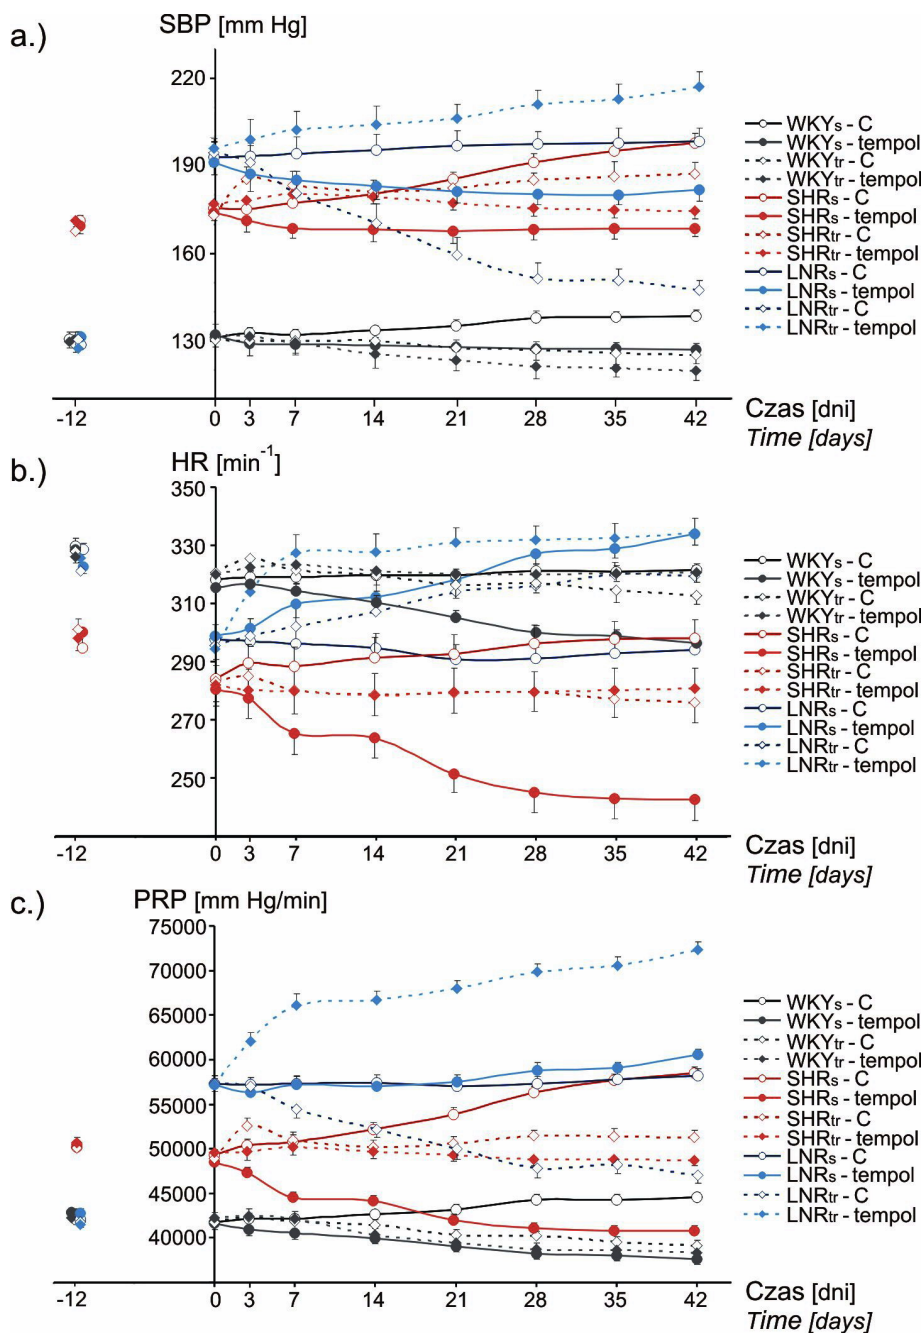 a.)
SBP [mm Hg]
220
190
160
130
-12 0 3 7 14 21 28 35 42
Czas [dni]
Time [days]
WKYs - C
WKYs - tempol
WKYtr - C
WKYtr - tempol
SHRs - C
SHRs - tempol
SHRtr - C
SHRtr - tempol
LNRs - C
LNRs - tempol
LNRtr - C
LNRtr - tempol
b.)
HR [min-1]
350
330
310
290
270
250
-12 0 3 7 14 21 28 35 42
Czas [dni]
Time [days]
WKYs - C
WKYs - tempol
WKYtr - C
WKYtr - tempol
SHRs - C
SHRs - tempol
SHRtr - C
SHRtr - tempol
LNRs - C
LNRs - tempol
LNRtr - C
LNRtr - tempol
c.)
PRP [mm Hg/min]
75000
70000
65000
60000
55000
50000
45000
40000
-12 0 3 7 14 21 28 35 42
Czas [dni]
Time [days]
WKYs - C
WKYs - tempol
WKYtr - C
WKYtr - tempol
SHRs - C
SHRs - tempol
SHRtr - C
SHRtr - tempol
LNRs - C
LNRs - tempol
LNRtr - C
LNRtr - tempol